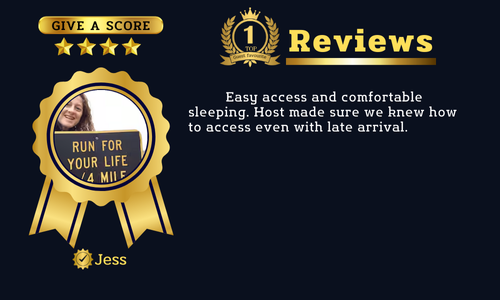 GIVE A SCORE
1
TOP
Reviews
Easy access and comfortable
sleeping. Host made sure we knew how
to access even with late arrival.
RUN FOR
YOUR LIFE
1/4 MILE
Jess